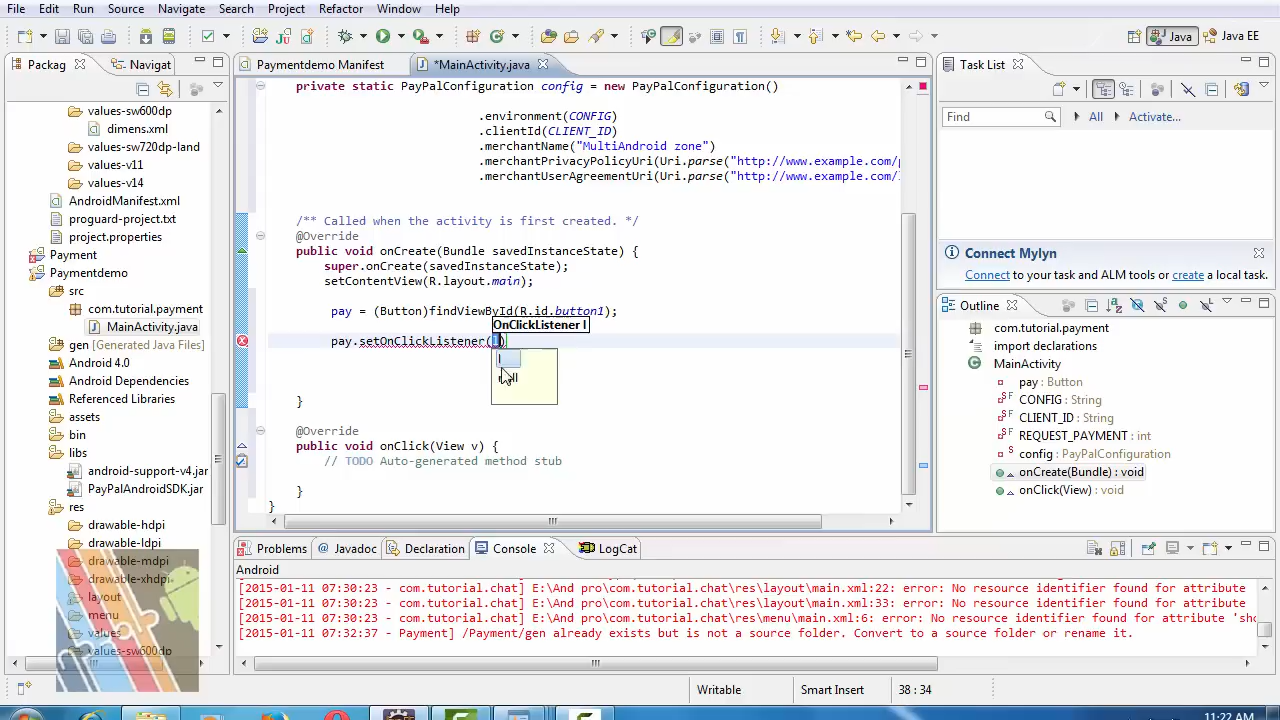 File Edit Run Source Navigate Search Project Refactor Window Help
Java Java EE
Packag Navigat
Paymentdemo Manifest *MainActivity.java
Task List
values-sw600dp
dimens.xml
values-sw720dp-land
values-v11
values-v14
AndroidManifest.xml
proguard-project.txt
project.properties
Payment
Paymentdemo
src
com.tutorial.payment
MainActivity.java
gen [Generated Java Files]
Android 4.0
Android Dependencies
Referenced Libraries
assets
bin
libs
android-support-v4.jar
PayPalAndroidSDK.jar
res
drawable-hdpi
drawable-ldpi
drawable-mdpi
drawable-xhdpi
layout
menu
values
values-sw600dp
private static PayPalConfiguration config = new PayPalConfiguration()
.environment(CONFIG)
.clientId(CLIENT_ID)
.merchantName("MultiAndroid zone")
.merchantPrivacyPolicyUri(Uri.parse("http://www.example.com/
.merchantUserAgreementUri(Uri.parse("http://www.example.com/
/** Called when the activity is first created. */
@Override
public void onCreate(Bundle savedInstanceState) {
super.onCreate(savedInstanceState);
setContentView(R.layout.main);
pay = (Button)findViewById(R.id.button1);
OnClickListener l
pay.setOnClickListener(l)
l
}
@Override
public void onClick(View v) {
// TODO Auto-generated method stub
}
}
Find All Activate...
Connect Mylyn
Connect to your task and ALM tools or create a local task.
Outline
com.tutorial.payment
import declarations
MainActivity
pay : Button
CONFIG : String
CLIENT_ID : String
REQUEST_PAYMENT : int
config : PayPalConfiguration
onCreate(Bundle) : void
onClick(View) : void
Problems Javadoc Declaration Console LogCat
Android
[2015-01-11 07:30:23 - com.tutorial.chat] E:\And pro\com.tutorial.chat\res\layout\main.xml:22: error: No resource identifier found for attribute
[2015-01-11 07:30:23 - com.tutorial.chat] E:\And pro\com.tutorial.chat\res\layout\main.xml:33: error: No resource identifier found for attribute
[2015-01-11 07:30:23 - com.tutorial.chat] E:\And pro\com.tutorial.chat\res\menu\main.xml:6: error: No resource identifier found for attribute 'sho
[2015-01-11 07:32:37 - Payment] /Payment/gen already exists but is not a source folder. Convert to a source folder or rename it.
Writable Smart Insert 38 : 34
11:22 AM